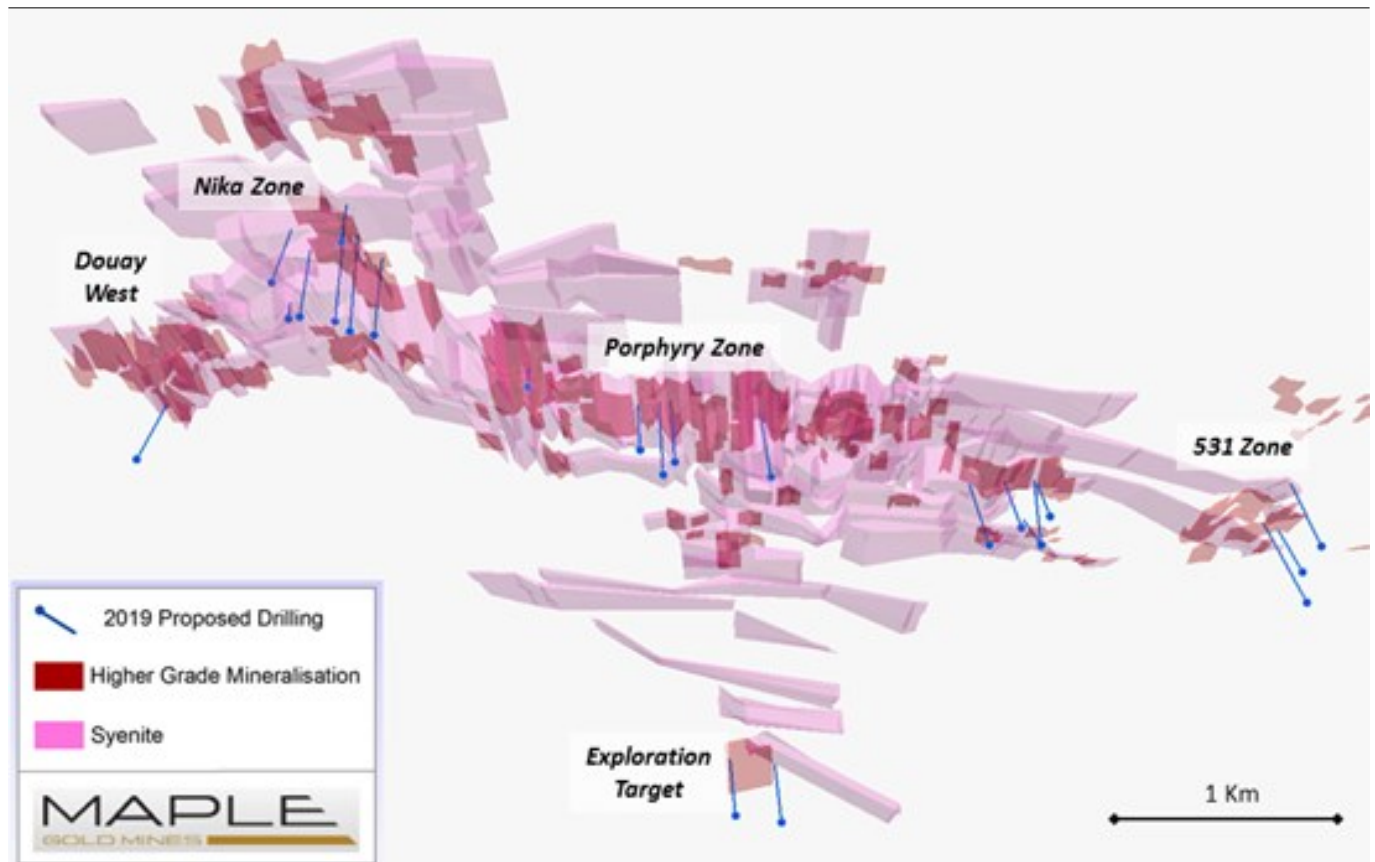 Nika Zone
Douay
West
Porphyry Zone
531 Zone
2019 Proposed Drilling
Higher Grade Mineralisation
Syenite
Exploration
Target
1 Km
MAPLE
GOLD MINES